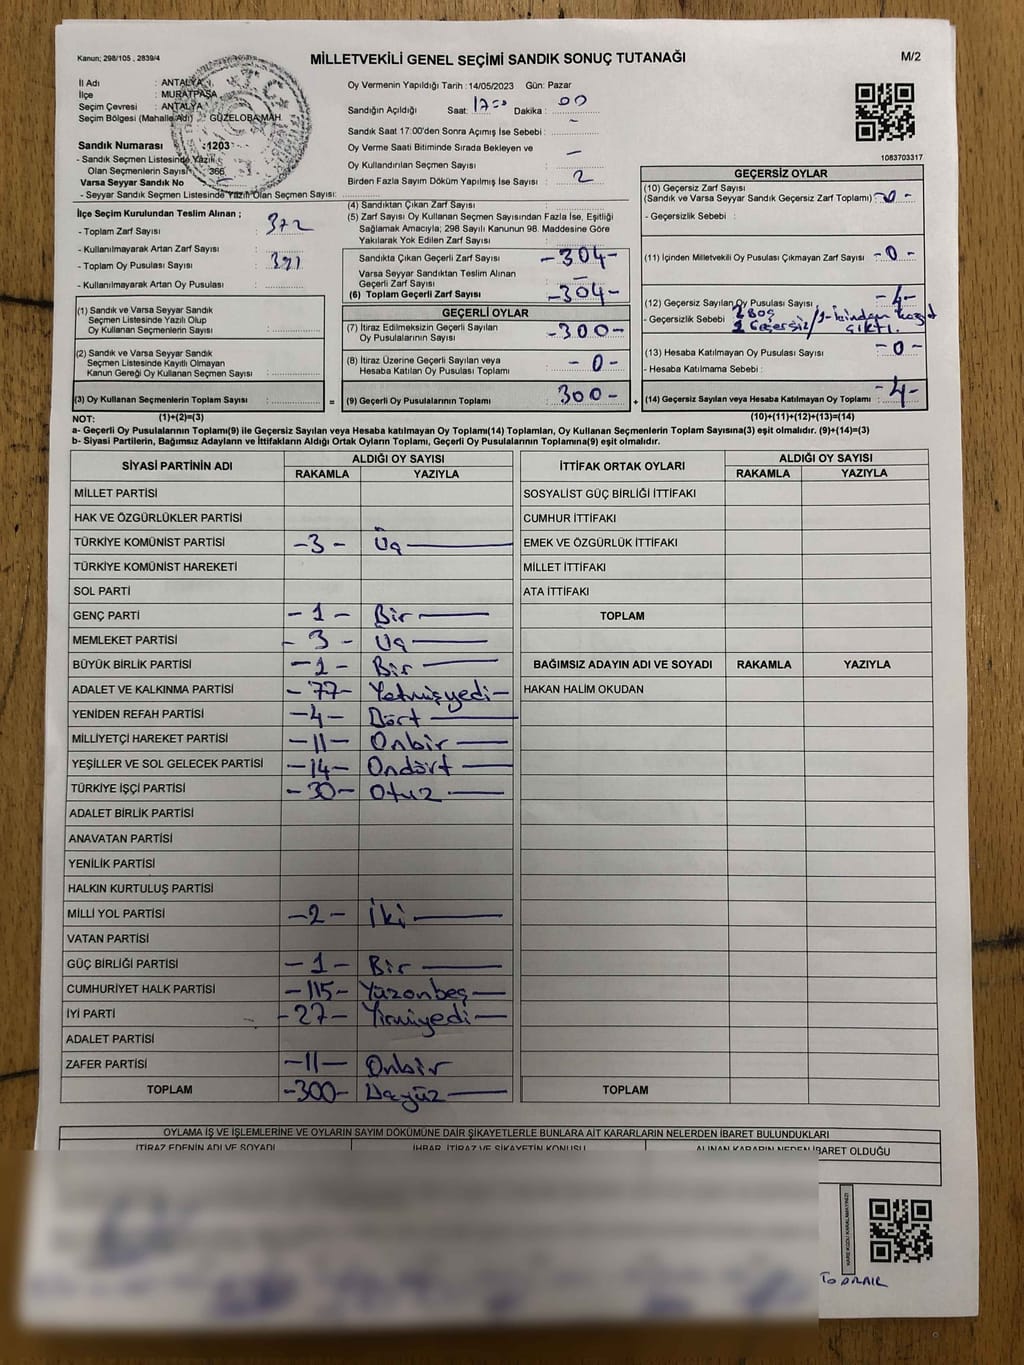 Kanun; 298/105 , 2839/4
MİLLETVEKİLİ GENEL SEÇİMİ SANDIK SONUÇ TUTANAĞI
M/2
İl Adı : ANTALYA
İlçe : MURATPAŞA
Seçim Çevresi : ANTALYA
Seçim Bölgesi (Mahalle Adı) : GÜZELOBA MAH.
Sandık Numarası : 1203
- Sandık Seçmen Listesinde Yazılı
Olan Seçmenlerin Sayısı : 366
Varsa Seyyar Sandık No :
- Seyyar Sandık Seçmen Listesinde Yazılı Olan Seçmen Sayısı:
Oy Vermenin Yapıldığı Tarih : 14/05/2023 Gün: Pazar
Sandığın Açıldığı Saat: 17:00 Dakika : 00
Sandık Saat 17:00'den Sonra Açımış İse Sebebi : -
Oy Verme Saati Bitiminde Sırada Bekleyen ve
Oy Kullandırılan Seçmen Sayısı : -
Birden Fazla Sayım Döküm Yapılmış İse Sayısı : 2
1083703317
İlçe Seçim Kurulundan Teslim Alınan ;
- Toplam Zarf Sayısı : 372
- Kullanılmayarak Artan Zarf Sayısı :
- Toplam Oy Pusulası Sayısı : 391
- Kullanılmayarak Artan Oy Pusulası :
(4) Sandıktan Çıkan Zarf Sayısı :
(5) Zarf Sayısı Oy Kullanan Seçmen Sayısından Fazla İse, Eşitliği
Sağlamak Amacıyla; 298 Sayılı Kanunun 98. Maddesine Göre
Yakılarak Yok Edilen Zarf Sayısı :
Sandıkta Çıkan Geçerli Zarf Sayısı : -304-
Varsa Seyyar Sandıktan Teslim Alınan
Geçerli Zarf Sayısı : -
(6) Toplam Geçerli Zarf Sayısı : -304-
GEÇERSİZ OYLAR
(10) Geçersiz Zarf Sayısı
(Sandık ve Varsa Seyyar Sandık Geçersiz Zarf Toplamı) : -0-
- Geçersizlik Sebebi :
(11) İçinden Milletvekili Oy Pusulası Çıkmayan Zarf Sayısı : -0-
(12) Geçersiz Sayılan Oy Pusulası Sayısı : -4-
- Geçersizlik Sebebi : 2 Boş
1 Geçersiz / 1-içinden kağıt çıktı.
(13) Hesaba Katılmayan Oy Pusulası Sayısı : -0-
- Hesaba Katılmama Sebebi :
(14) Geçersiz Sayılan veya Hesaba Katılmayan Oy Toplamı : -4-
(1) Sandık ve Varsa Seyyar Sandık
Seçmen Listesinde Yazılı Olup
Oy Kullanan Seçmenlerin Sayısı :
(2) Sandık ve Varsa Seyyar Sandık
Seçmen Listesinde Kayıtlı Olmayan
Kanun Gereği Oy Kullanan Seçmen Sayısı :
(3) Oy Kullanan Seçmenlerin Toplam Sayısı : =
GEÇERLİ OYLAR
(7) İtiraz Edilmeksizin Geçerli Sayılan
Oy Pusulalarının Sayısı : -300-
(8) İtiraz Üzerine Geçerli Sayılan veya
Hesaba Katılan Oy Pusulası Toplamı : -0-
(9) Geçerli Oy Pusulalarının Toplamı : 300- +
NOT: (1)+(2)=(3) (10)+(11)+(12)+(13)=(14)
a- Geçerli Oy Pusulalarının Toplamı(9) ile Geçersiz Sayılan veya Hesaba katılmayan Oy Toplamı(14) Toplamları, Oy Kullanan Seçmenlerin Toplam Sayısına(3) eşit olmalıdır. (9)+(14)=(3)
b- Siyasi Partilerin, Bağımsız Adayların ve İttifakların Aldığı Ortak Oyların Toplamı, Geçerli Oy Pusulalarının Toplamına(9) eşit olmalıdır.
SİYASİ PARTİNİN ADI ALDIĞI OY SAYISI
RAKAMLA YAZIYLA
MİLLET PARTİSİ
HAK VE ÖZGÜRLÜKLER PARTİSİ
TÜRKİYE KOMÜNİST PARTİSİ -3- Üç
TÜRKİYE KOMÜNİST HAREKETİ
SOL PARTİ
GENÇ PARTİ -1- Bir
MEMLEKET PARTİSİ -3- Üç
BÜYÜK BİRLİK PARTİSİ -1- Bir
ADALET VE KALKINMA PARTİSİ -77- Yetmişyedi
YENİDEN REFAH PARTİSİ -4- Dört
MİLLİYETÇİ HAREKET PARTİSİ -11- Onbir
YEŞİLLER VE SOL GELECEK PARTİSİ -14- Ondört
TÜRKİYE İŞÇİ PARTİSİ -30- Otuz
ADALET BİRLİK PARTİSİ
ANAVATAN PARTİSİ
YENİLİK PARTİSİ
HALKIN KURTULUŞ PARTİSİ
MİLLİ YOL PARTİSİ -2- İki
VATAN PARTİSİ
GÜÇ BİRLİĞİ PARTİSİ -1- Bir
CUMHURİYET HALK PARTİSİ -115- Yüzonbeş
İYİ PARTİ -27- Yirmiyedi
ADALET PARTİSİ
ZAFER PARTİSİ -11- Onbir
TOPLAM -300- Üçyüz
İTTİFAK ORTAK OYLARI ALDIĞI OY SAYISI
RAKAMLA YAZIYLA
SOSYALİST GÜÇ BİRLİĞİ İTTİFAKI
CUMHUR İTTİFAKI
EMEK VE ÖZGÜRLÜK İTTİFAKI
MİLLET İTTİFAKI
ATA İTTİFAKI
TOPLAM
BAĞIMSIZ ADAYIN ADI VE SOYADI RAKAMLA YAZIYLA
HAKAN HALİM OKUDAN
TOPLAM
OYLAMA İŞ VE İŞLEMLERİNE VE OYLARIN SAYIM DÖKÜMÜNE DAİR ŞİKAYETLERLE BUNLARA AİT KARARLARIN NELERDEN İBARET BULUNDUKLARI
İTİRAZ EDENİN ADI VE SOYADI İHBAR, İTİRAZ VE ŞİKAYETİN KONUSU ALINAN KARARIN NEDEN İBARET OLDUĞU
KARE KODU KARALAMAYINIZ!